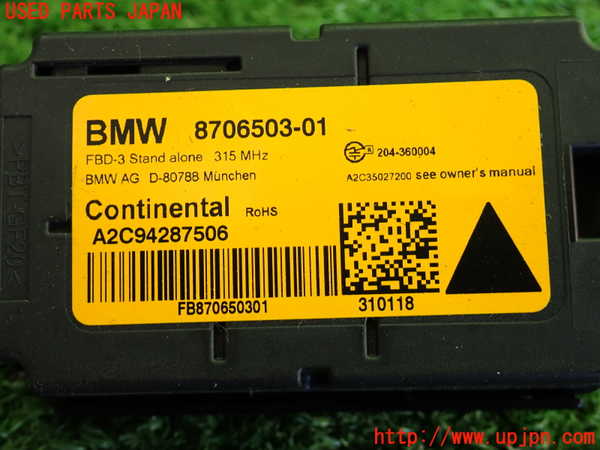 USED PARTS JAPAN
BMW 8706503-01
FBD-3 Stand alone 315 MHz
204-360004
BMW AG D-80788 München
A2C35027200 see owner's manual
Continental RoHS
A2C94287506
FB870650301
310118
http://www.upjpn.com/